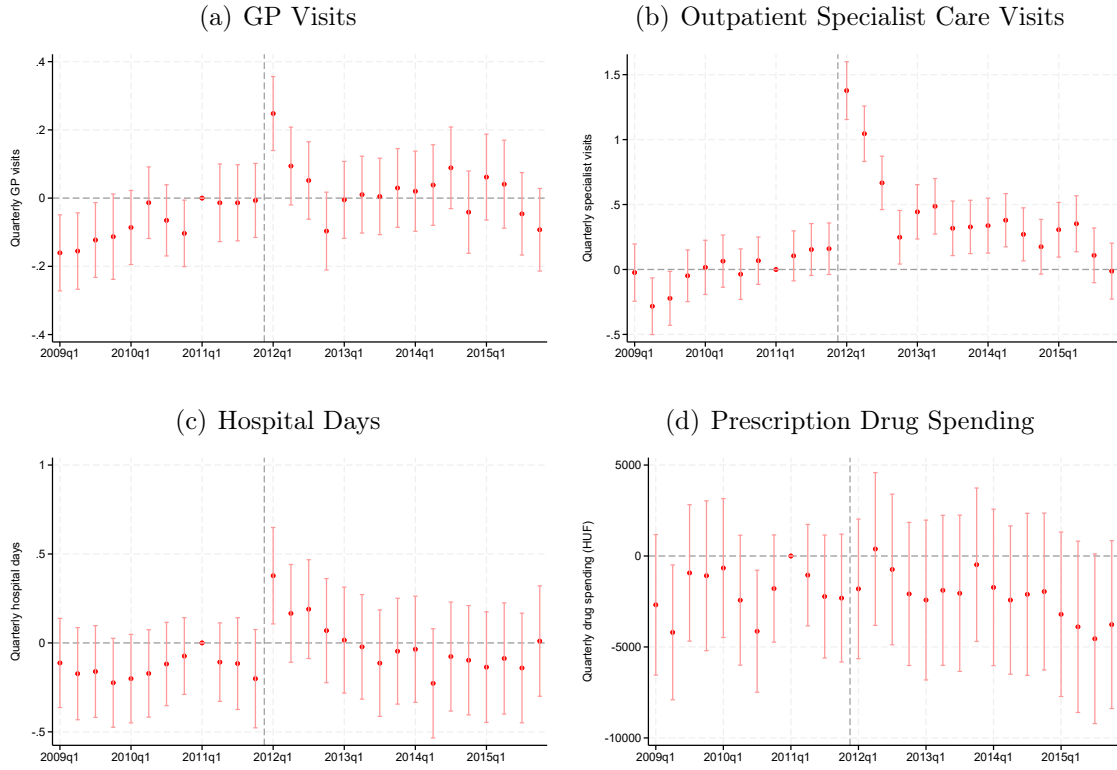 (a) GP Visits
Quarterly GP visits
.4
.2
0
-.2
-.4
2009q1 2010q1 2011q1 2012q1 2013q1 2014q1 2015q1
(b) Outpatient Specialist Care Visits
Quarterly specialist visits
1.5
1
.5
0
-.5
2009q1 2010q1 2011q1 2012q1 2013q1 2014q1 2015q1
(c) Hospital Days
Quarterly hospital days
1
.5
0
-.5
2009q1 2010q1 2011q1 2012q1 2013q1 2014q1 2015q1
(d) Prescription Drug Spending
Quarterly drug spending (HUF)
5000
0
-5000
-10000
2009q1 2010q1 2011q1 2012q1 2013q1 2014q1 2015q1